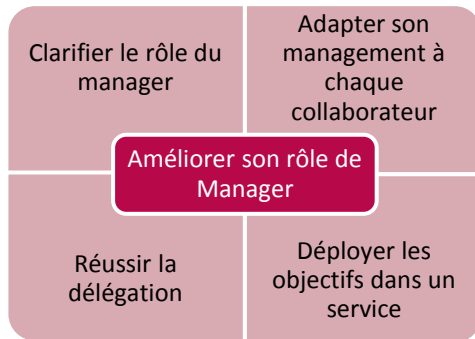 Clarifier le rôle du
manager
Adapter son
management à
chaque
collaborateur
Améliorer son rôle de
Manager
Réussir la
délégation
Déployer les
objectifs dans un
service